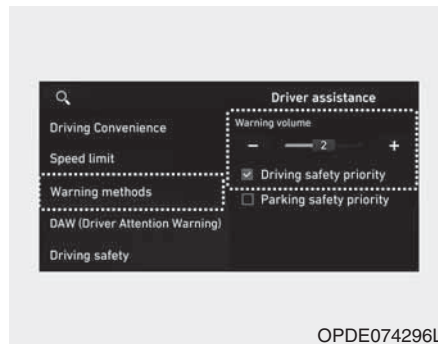 Driver assistance
Driving Convenience
Speed limit
Warning methods
DAW (Driver Attention Warning)
Driving safety
Warning volume
- 2 +
Driving safety priority
Parking safety priority
OPDE074296L